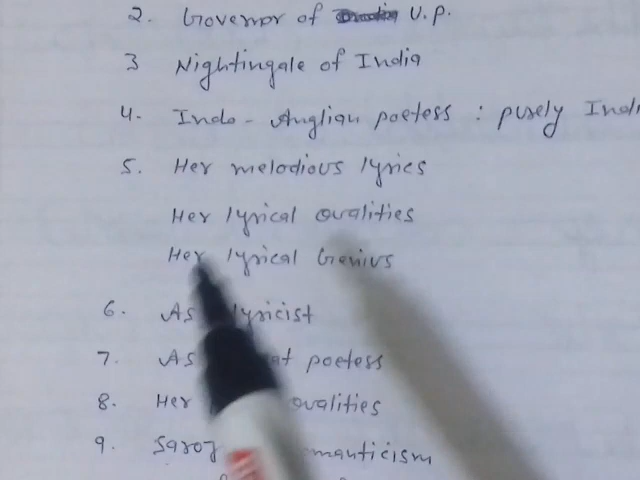 2. Governor of U.P.
3 Nightingale of India
4. Indo - Anglian poetess : purely
5. Her melodious lyrics
Her lyrical Qualities
Her lyrical Genius
6. As lyricist
7. As poetess
8. Her Qualities
9.